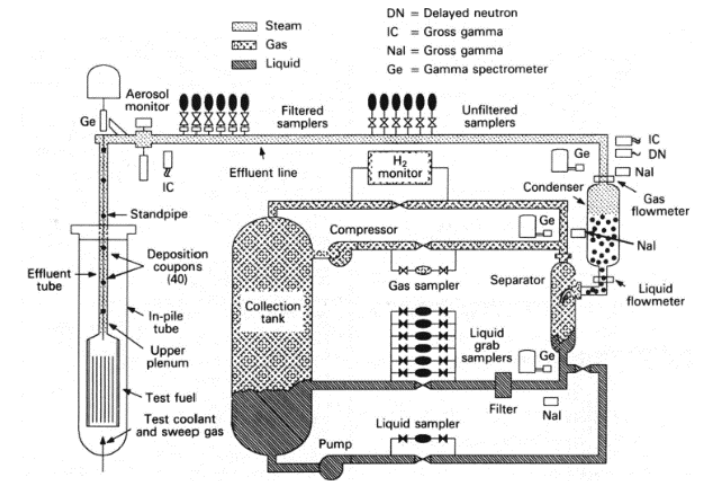 Steam
Gas
Liquid
DN = Delayed neutron
IC = Gross gamma
NaI = Gross gamma
Ge = Gamma spectrometer
Aerosol
monitor
Ge
Filtered
samplers
Unfiltered
samplers
IC
Effluent line
H2
monitor
Ge
IC
DN
NaI
Condenser
Gas
flowmeter
Standpipe
Compressor
Ge
NaI
Deposition
coupons
(40)
Effluent
tube
Gas sampler
Separator
Liquid
flowmeter
In-pile
tube
Collection
tank
Liquid
grab
samplers
Upper
plenum
Ge
Test fuel
Filter
NaI
Test coolant
and sweep gas
Liquid sampler
Pump